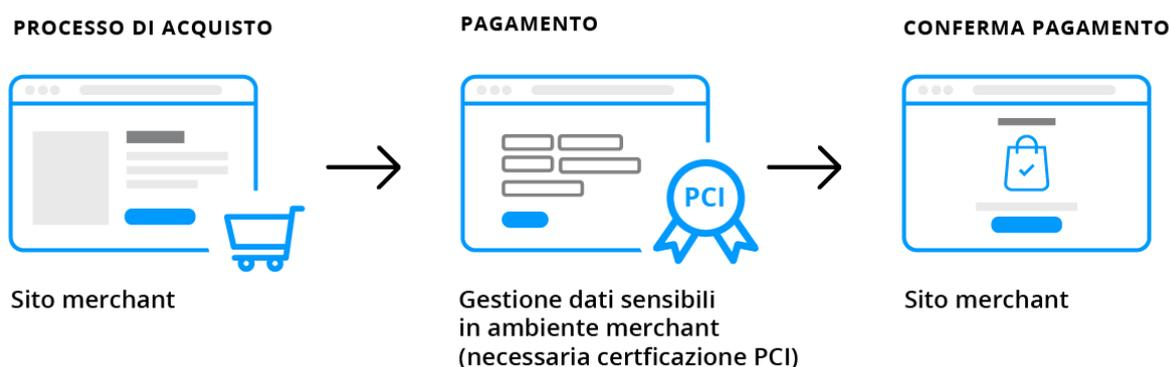 PROCESSO DI ACQUISTO
PAGAMENTO
CONFERMA PAGAMENTO
PCI
Sito merchant
Gestione dati sensibili
in ambiente merchant
(necessaria certficazione PCI)
Sito merchant